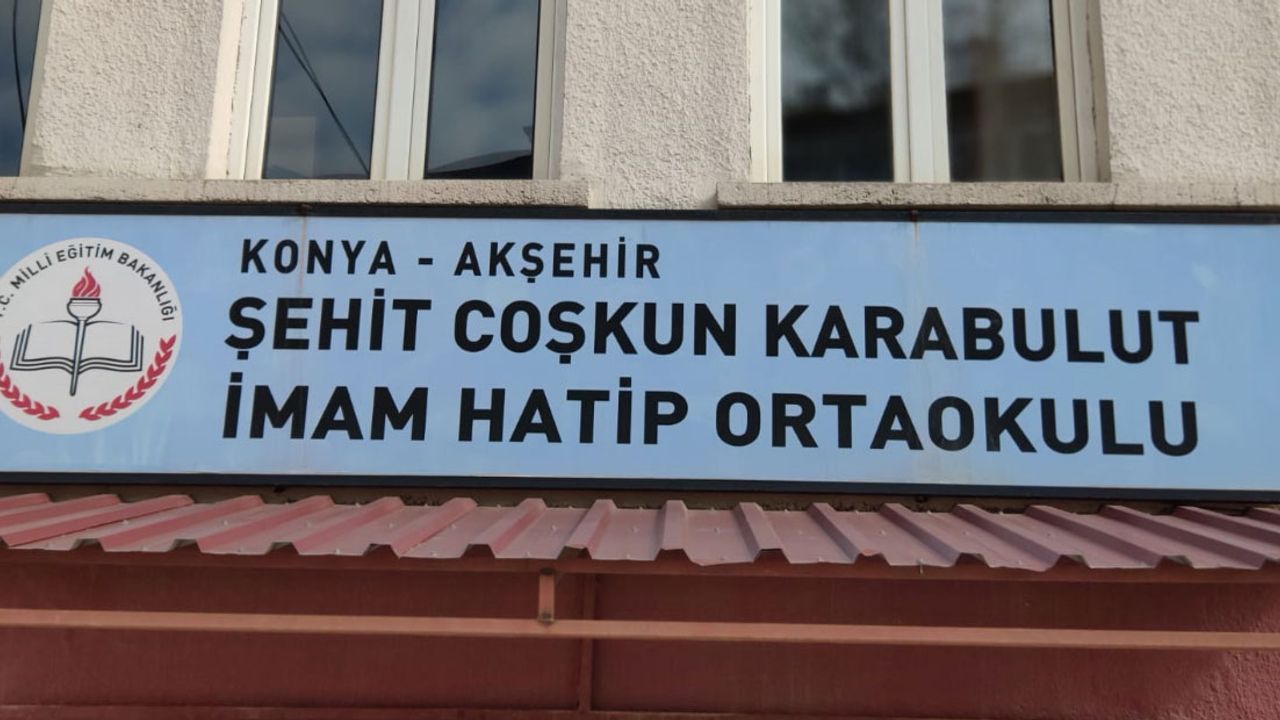 T.C. MİLLİ EĞİTİM BAKANLIĞI
KONYA - AKŞEHİR
ŞEHİT COŞKUN KARABULUT
İMAM HATİP ORTAOKULU